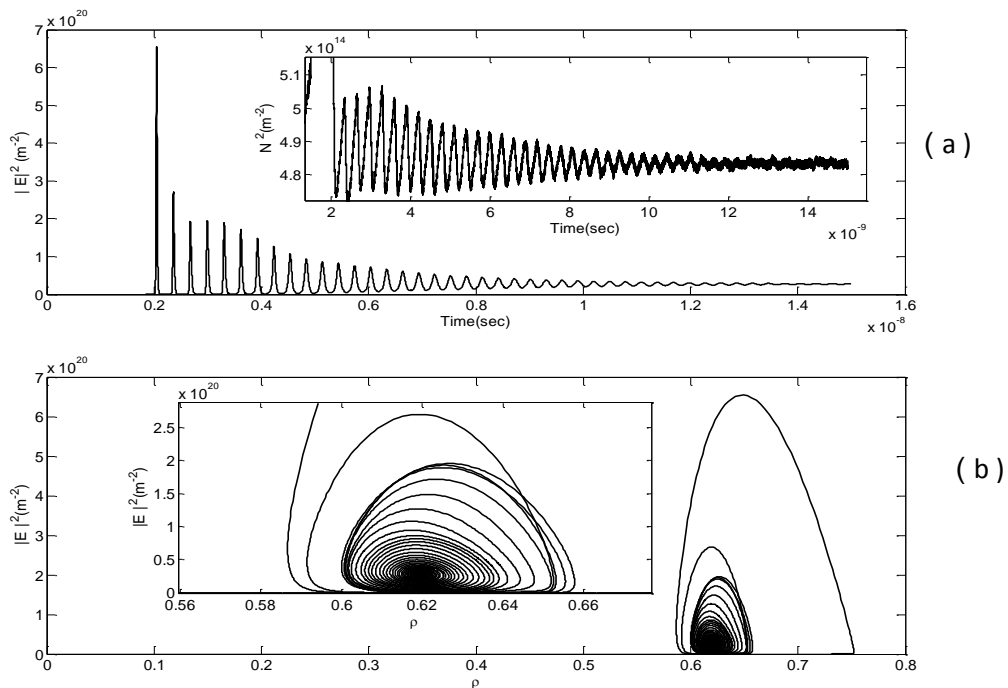 x 10^20
7
6
5
4
3
2
1
0
| E|^2 (m^-2)
0 0.2 0.4 0.6 0.8 1 1.2 1.4 1.6
Time(sec)
x 10^-8
x 10^14
5.1
5
4.9
4.8
N^2(m^-2)
2 4 6 8 10 12 14
Time(sec)
x 10^-9
(a)
x 10^20
7
6
5
4
3
2
1
0
|E|^2(m^-2)
0 0.1 0.2 0.3 0.4 0.5 0.6 0.7 0.8
ρ
x 10^20
2.5
2
1.5
1
0.5
0
|E|^2(m^-2)
0.56 0.58 0.6 0.62 0.64 0.66
ρ
(b)